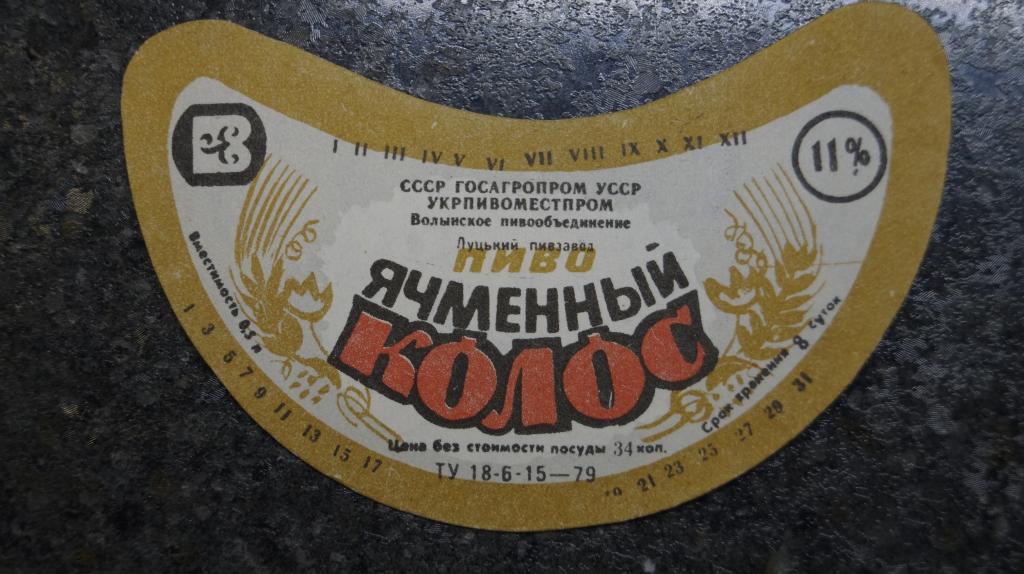 I II III IV V VI VII VIII IX X XI XII
11%
СССР ГОСАГРОПРОМ УССР
УКРПИВОМЕСТПРОМ
Волынское пивообъединение
Луцький пивзавод
ПИВО
ЯЧМЕННЫЙ
КОЛОС
Вместимость 0,5 л
Срок хранения 8 суток
Цена без стоимости посуды 34 коп.
ТУ 18-6-15—79
1 3 5 7 9 11 13 15 17
19 21 23 25 27 29 31